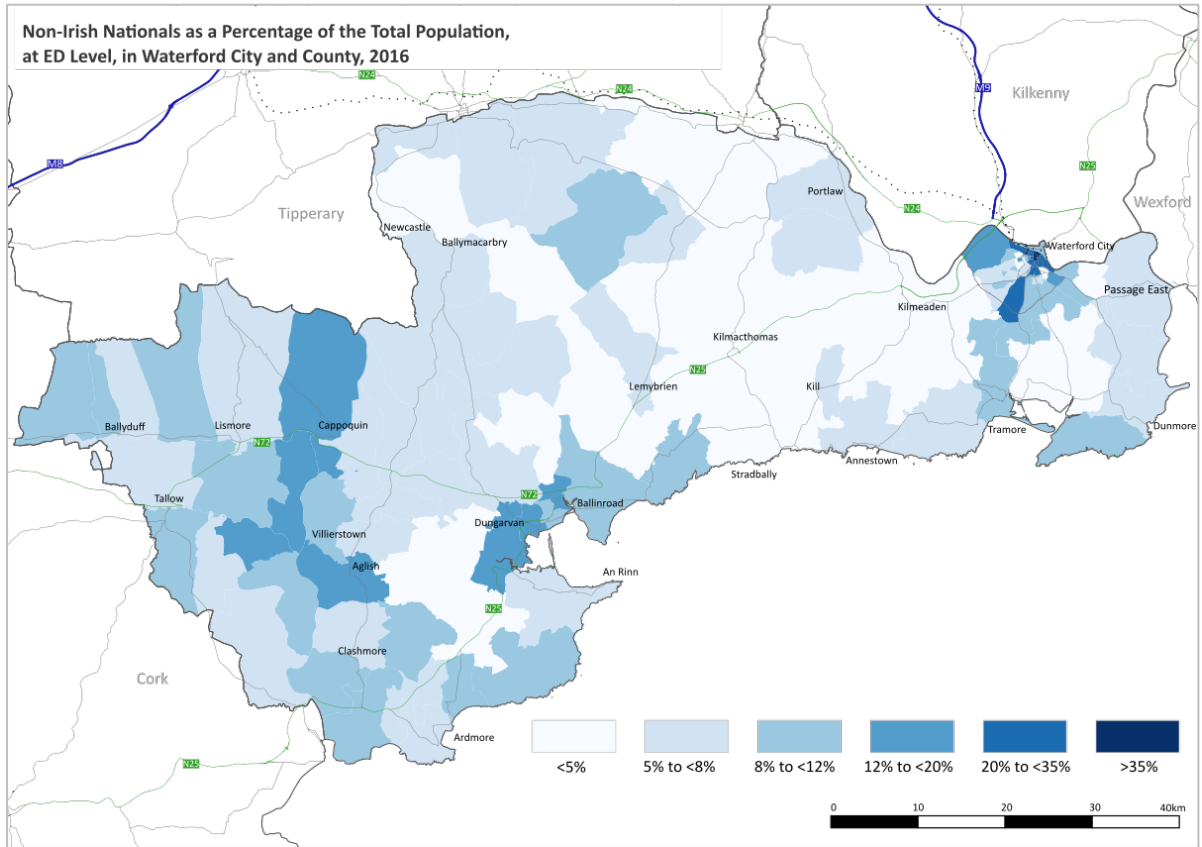 Non-Irish Nationals as a Percentage of the Total Population,
at ED Level, in Waterford City and County, 2016
N24
N24
M9
Kilkenny
M8
N25
Portlaw
Wexford
Tipperary
N24
Newcastle
Ballymacarbry
Waterford City
Passage East
Kilmeaden
Kilmacthomas
N25
Lemybrien
Kill
Ballyduff
Lismore
Cappoquin
N72
Tramore
Dunmore
Annestown
Stradbally
Tallow
N72
Ballinroad
Dungarvan
Villierstown
Aglish
An Rinn
N25
Clashmore
Cork
Ardmore
N25
<5%
5% to <8%
8% to <12%
12% to <20%
20% to <35%
>35%
0 10 20 30 40km